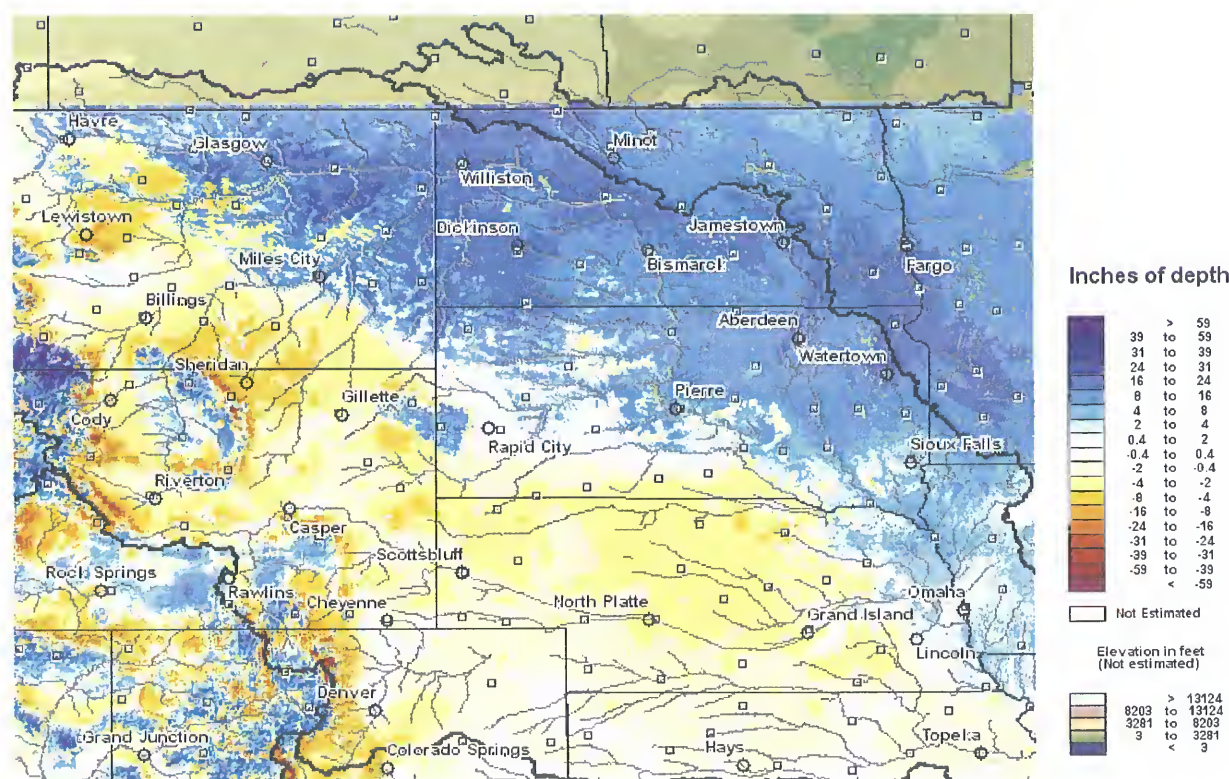 Havre
Glasgow
Minot
Williston
Lewistown
Dickinson
Jamestown
Miles City
Bismarck
Fargo
Billings
Aberdeen
Sheridan
Watertown
Gillette
Pierre
Cody
Rapid City
Sioux Falls
Riverton
Casper
Scottsbluff
Rock Springs
Rawlins
Cheyenne
North Platte
Omaha
Grand Island
Lincoln
Denver
Grand Junction
Colorado Springs
Hays
Topeka
Inches of depth
> 59
39 to 59
31 to 39
24 to 31
16 to 24
8 to 16
4 to 8
2 to 4
0.4 to 2
-0.4 to 0.4
-2 to -0.4
-4 to -2
-8 to -4
-16 to -8
-24 to -16
-31 to -24
-39 to -31
-59 to -39
< -59
Not Estimated
Elevation in feet
(Not estimated)
> 13124
8203 to 13124
3281 to 8203
3 to 3281
< 3